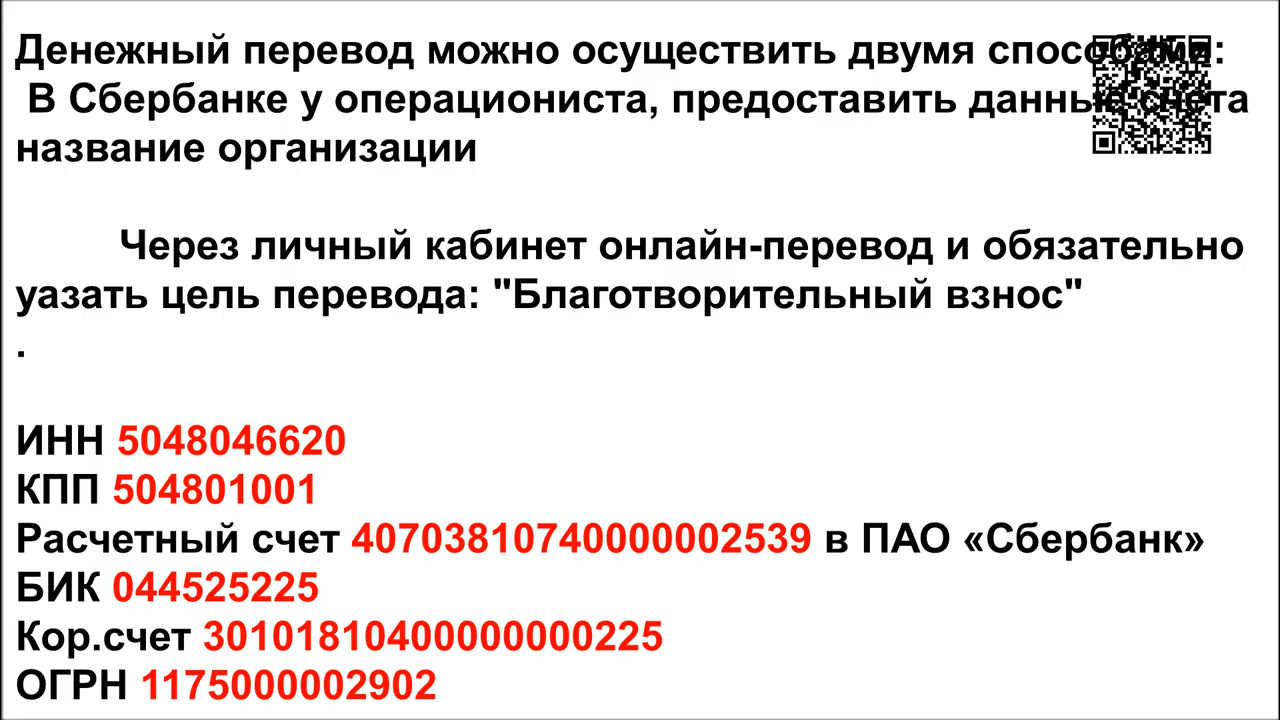 Денежный перевод можно осуществить двумя способами:
В Сбербанке у операциониста, предоставить данные счета
название организации
Через личный кабинет онлайн-перевод и обязательно
уазать цель перевода: "Благотворительный взнос"
.
ИНН 5048046620
КПП 504801001
Расчетный счет 40703810740000002539 в ПАО «Сбербанк»
БИК 044525225
Кор.счет 30101810400000000225
ОГРН 1175000002902